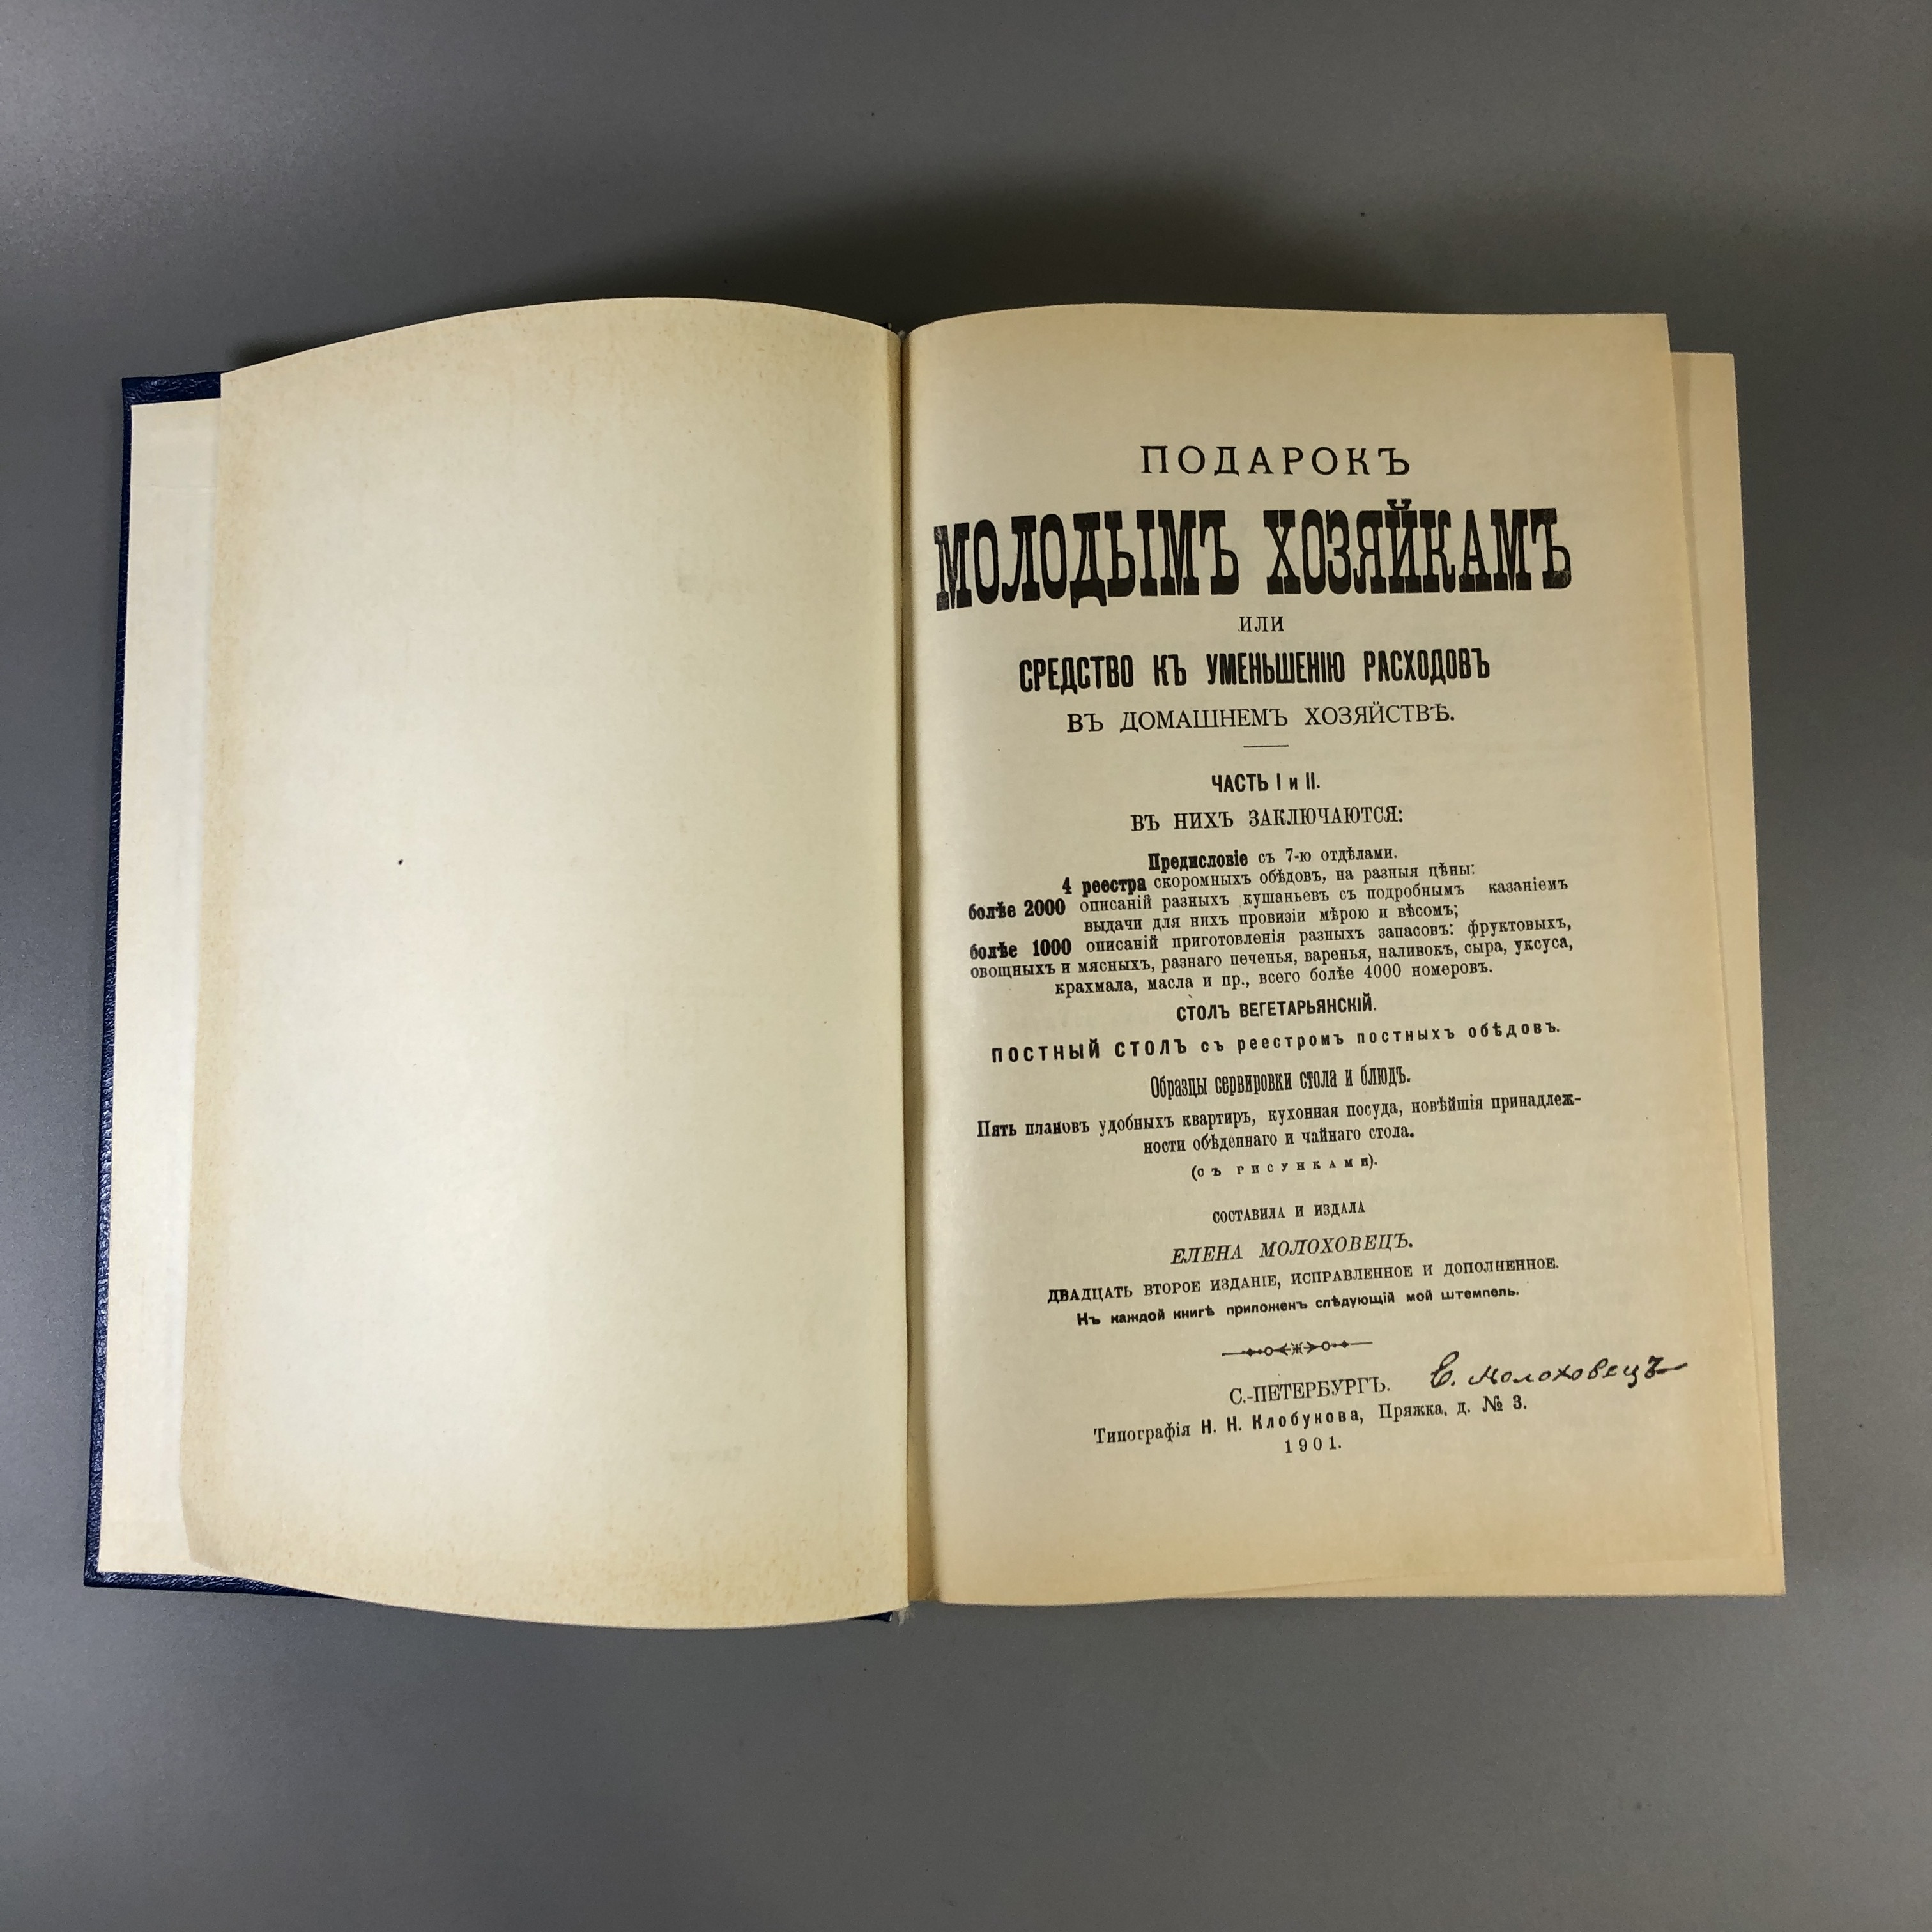 ПОДАРОКЪ
МОЛОДЫМЪ ХОЗЯЙКАМЪ
ИЛИ
СРЕДСТВО КЪ УМЕНЬШЕНІЮ РАСХОДОВЪ
ВЪ ДОМАШНЕМЪ ХОЗЯЙСТВѢ.
ЧАСТЬ I и II.
ВЪ НИХЪ ЗАКЛЮЧАЮТСЯ:
Предисловіе съ 7-ю отдѣлами.
4 реестра скоромныхъ обѣдовъ, на разныя цѣны:
болѣе 2000 описаній разныхъ кушаньевъ съ подробнымъ казаніемъ
выдачи для нихъ провизіи мѣрою и вѣсомъ;
болѣе 1000 описаній приготовленія разныхъ запасовъ: фруктовыхъ,
овощныхъ и мясныхъ, разнаго печенья, варенья, наливокъ, сыра, уксуса,
крахмала, масла и пр., всего болѣе 4000 номеровъ.
СТОЛЪ ВЕГЕТАРЬЯНСКІЙ.
ПОСТНЫЙ СТОЛЪ съ реестромъ постныхъ обѣдовъ.
Образцы сервировки стола и блюдъ.
Пять плановъ удобныхъ квартиръ, кухонная посуда, новѣйшія принадлеж-
ности обѣденнаго и чайнаго стола.
(съ рисунками).
СОСТАВИЛА И ИЗДАЛА
ЕЛЕНА МОЛОХОВЕЦЪ.
ДВАДЦАТЬ ВТОРОЕ ИЗДАНІЕ, ИСПРАВЛЕННОЕ И ДОПОЛНЕННОЕ.
Къ каждой книгѣ приложенъ слѣдующій мой штемпель.
С.-ПЕТЕРБУРГЪ. Е. Молоховецъ
Типографія Н. Н. Клобукова, Пряжка, д. № 3.
1901.